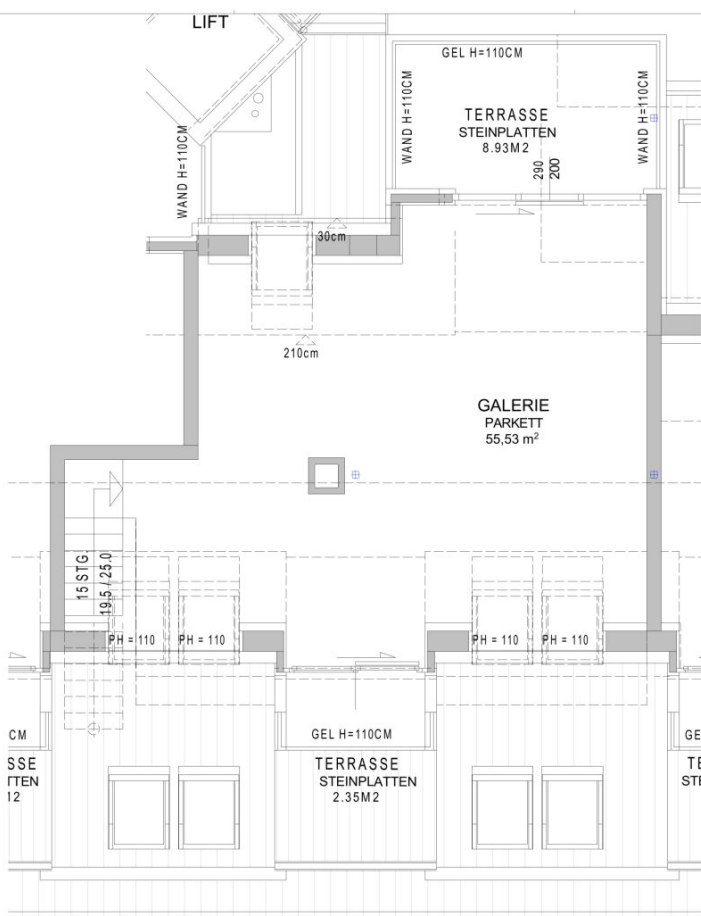 LIFT
GEL H=110CM
WAND H=110CM
WAND H=110CM
WAND H=110CM
TERRASSE
STEINPLATTEN
8.93M2
290
200
30cm
210cm
GALERIE
PARKETT
55,53 m²
15 STG.
19.5 / 25.0
PH = 110
PH = 110
PH = 110
PH = 110
CM
GEL H=110CM
GE
SSE
TTEN
12
TERRASSE
STEINPLATTEN
2.35M2
TE
STE